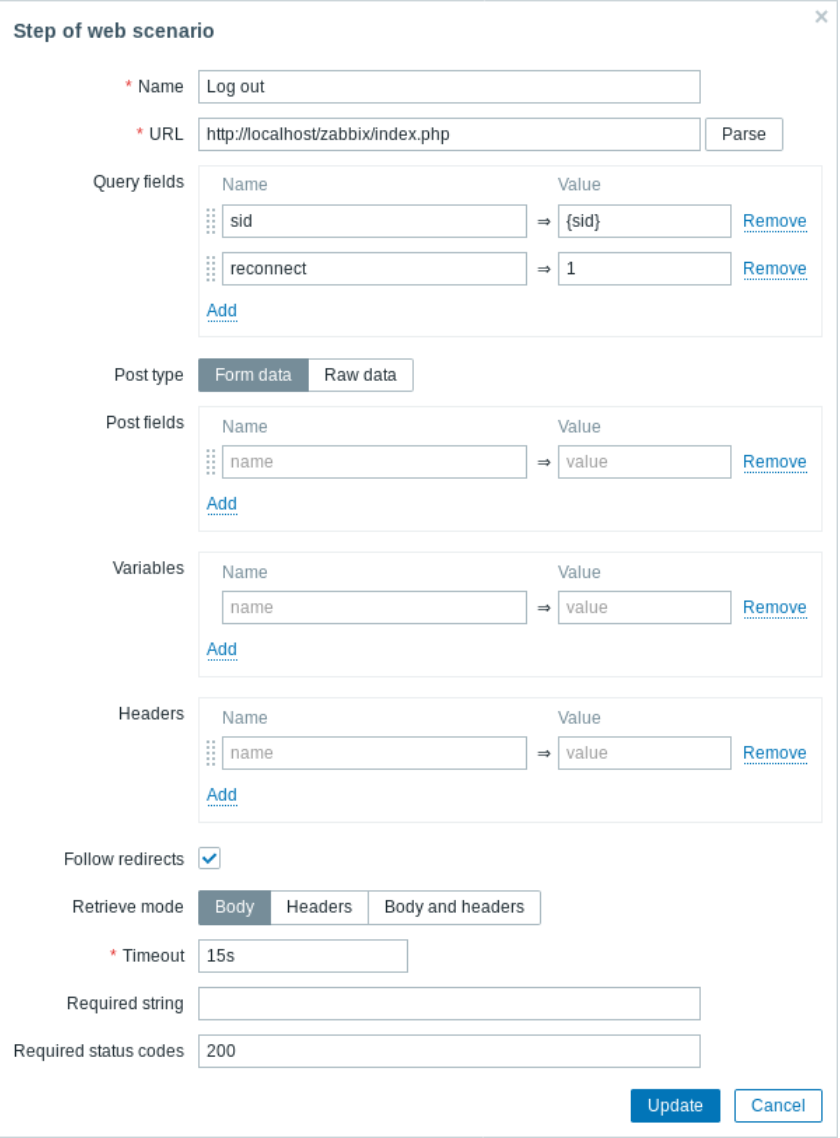 ×
Step of web scenario
* Name Log out
* URL http://localhost/zabbix/index.php Parse
Query fields
Name Value
sid ⇒ {sid} Remove
reconnect ⇒ 1 Remove
Add
Post type Form data Raw data
Post fields
Name Value
name ⇒ value Remove
Add
Variables
Name Value
name ⇒ value Remove
Add
Headers
Name Value
name ⇒ value Remove
Add
Follow redirects
Retrieve mode Body Headers Body and headers
* Timeout 15s
Required string
Required status codes 200
Update Cancel